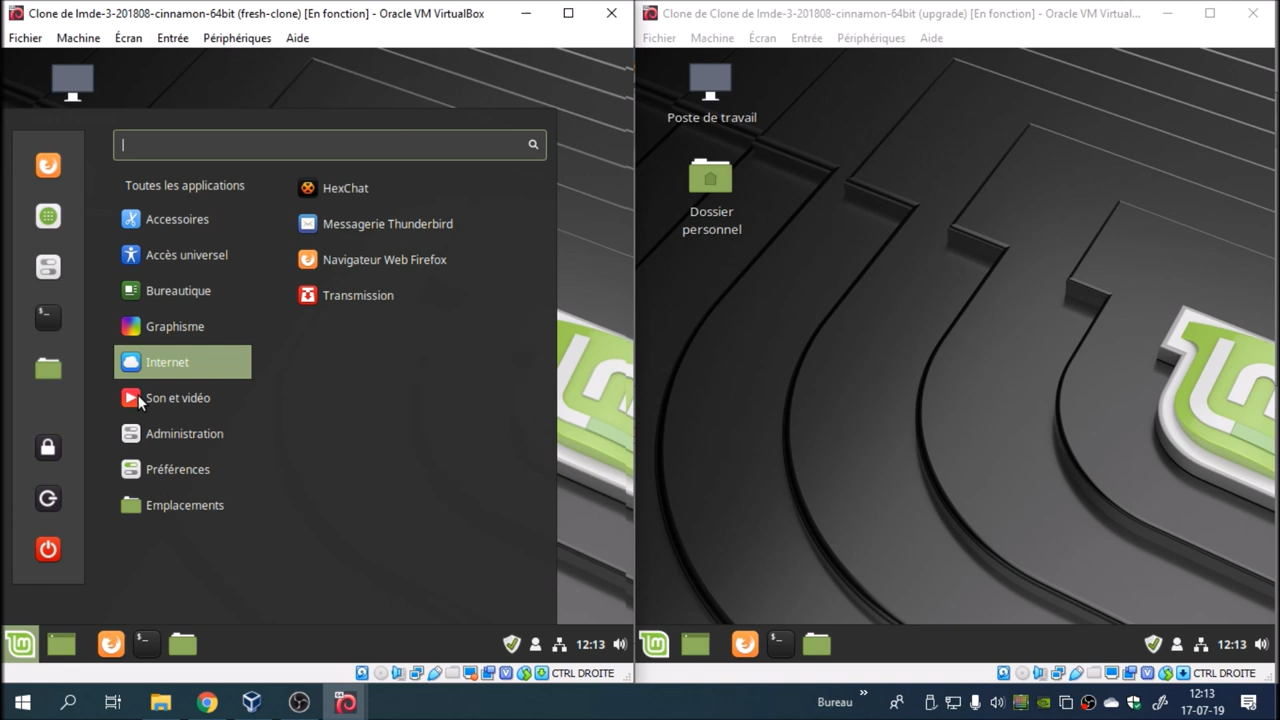 Clone de lmde-3-201808-cinnamon-64bit (fresh-clone) [En fonction] - Oracle VM VirtualBox
Fichier Machine Écran Entrée Périphériques Aide
Toutes les applications
Accessoires
Accès universel
Bureautique
Graphisme
Internet
Son et vidéo
Administration
Préférences
Emplacements
HexChat
Messagerie Thunderbird
Navigateur Web Firefox
Transmission
12:13
CTRL DROITE
Clone de Clone de lmde-3-201808-cinnamon-64bit (upgrade) [En fonction] - Oracle VM Virtual...
Fichier Machine Écran Entrée Périphériques Aide
Poste de travail
Dossier
personnel
12:13
CTRL DROITE
Bureau
12:13
17-07-19